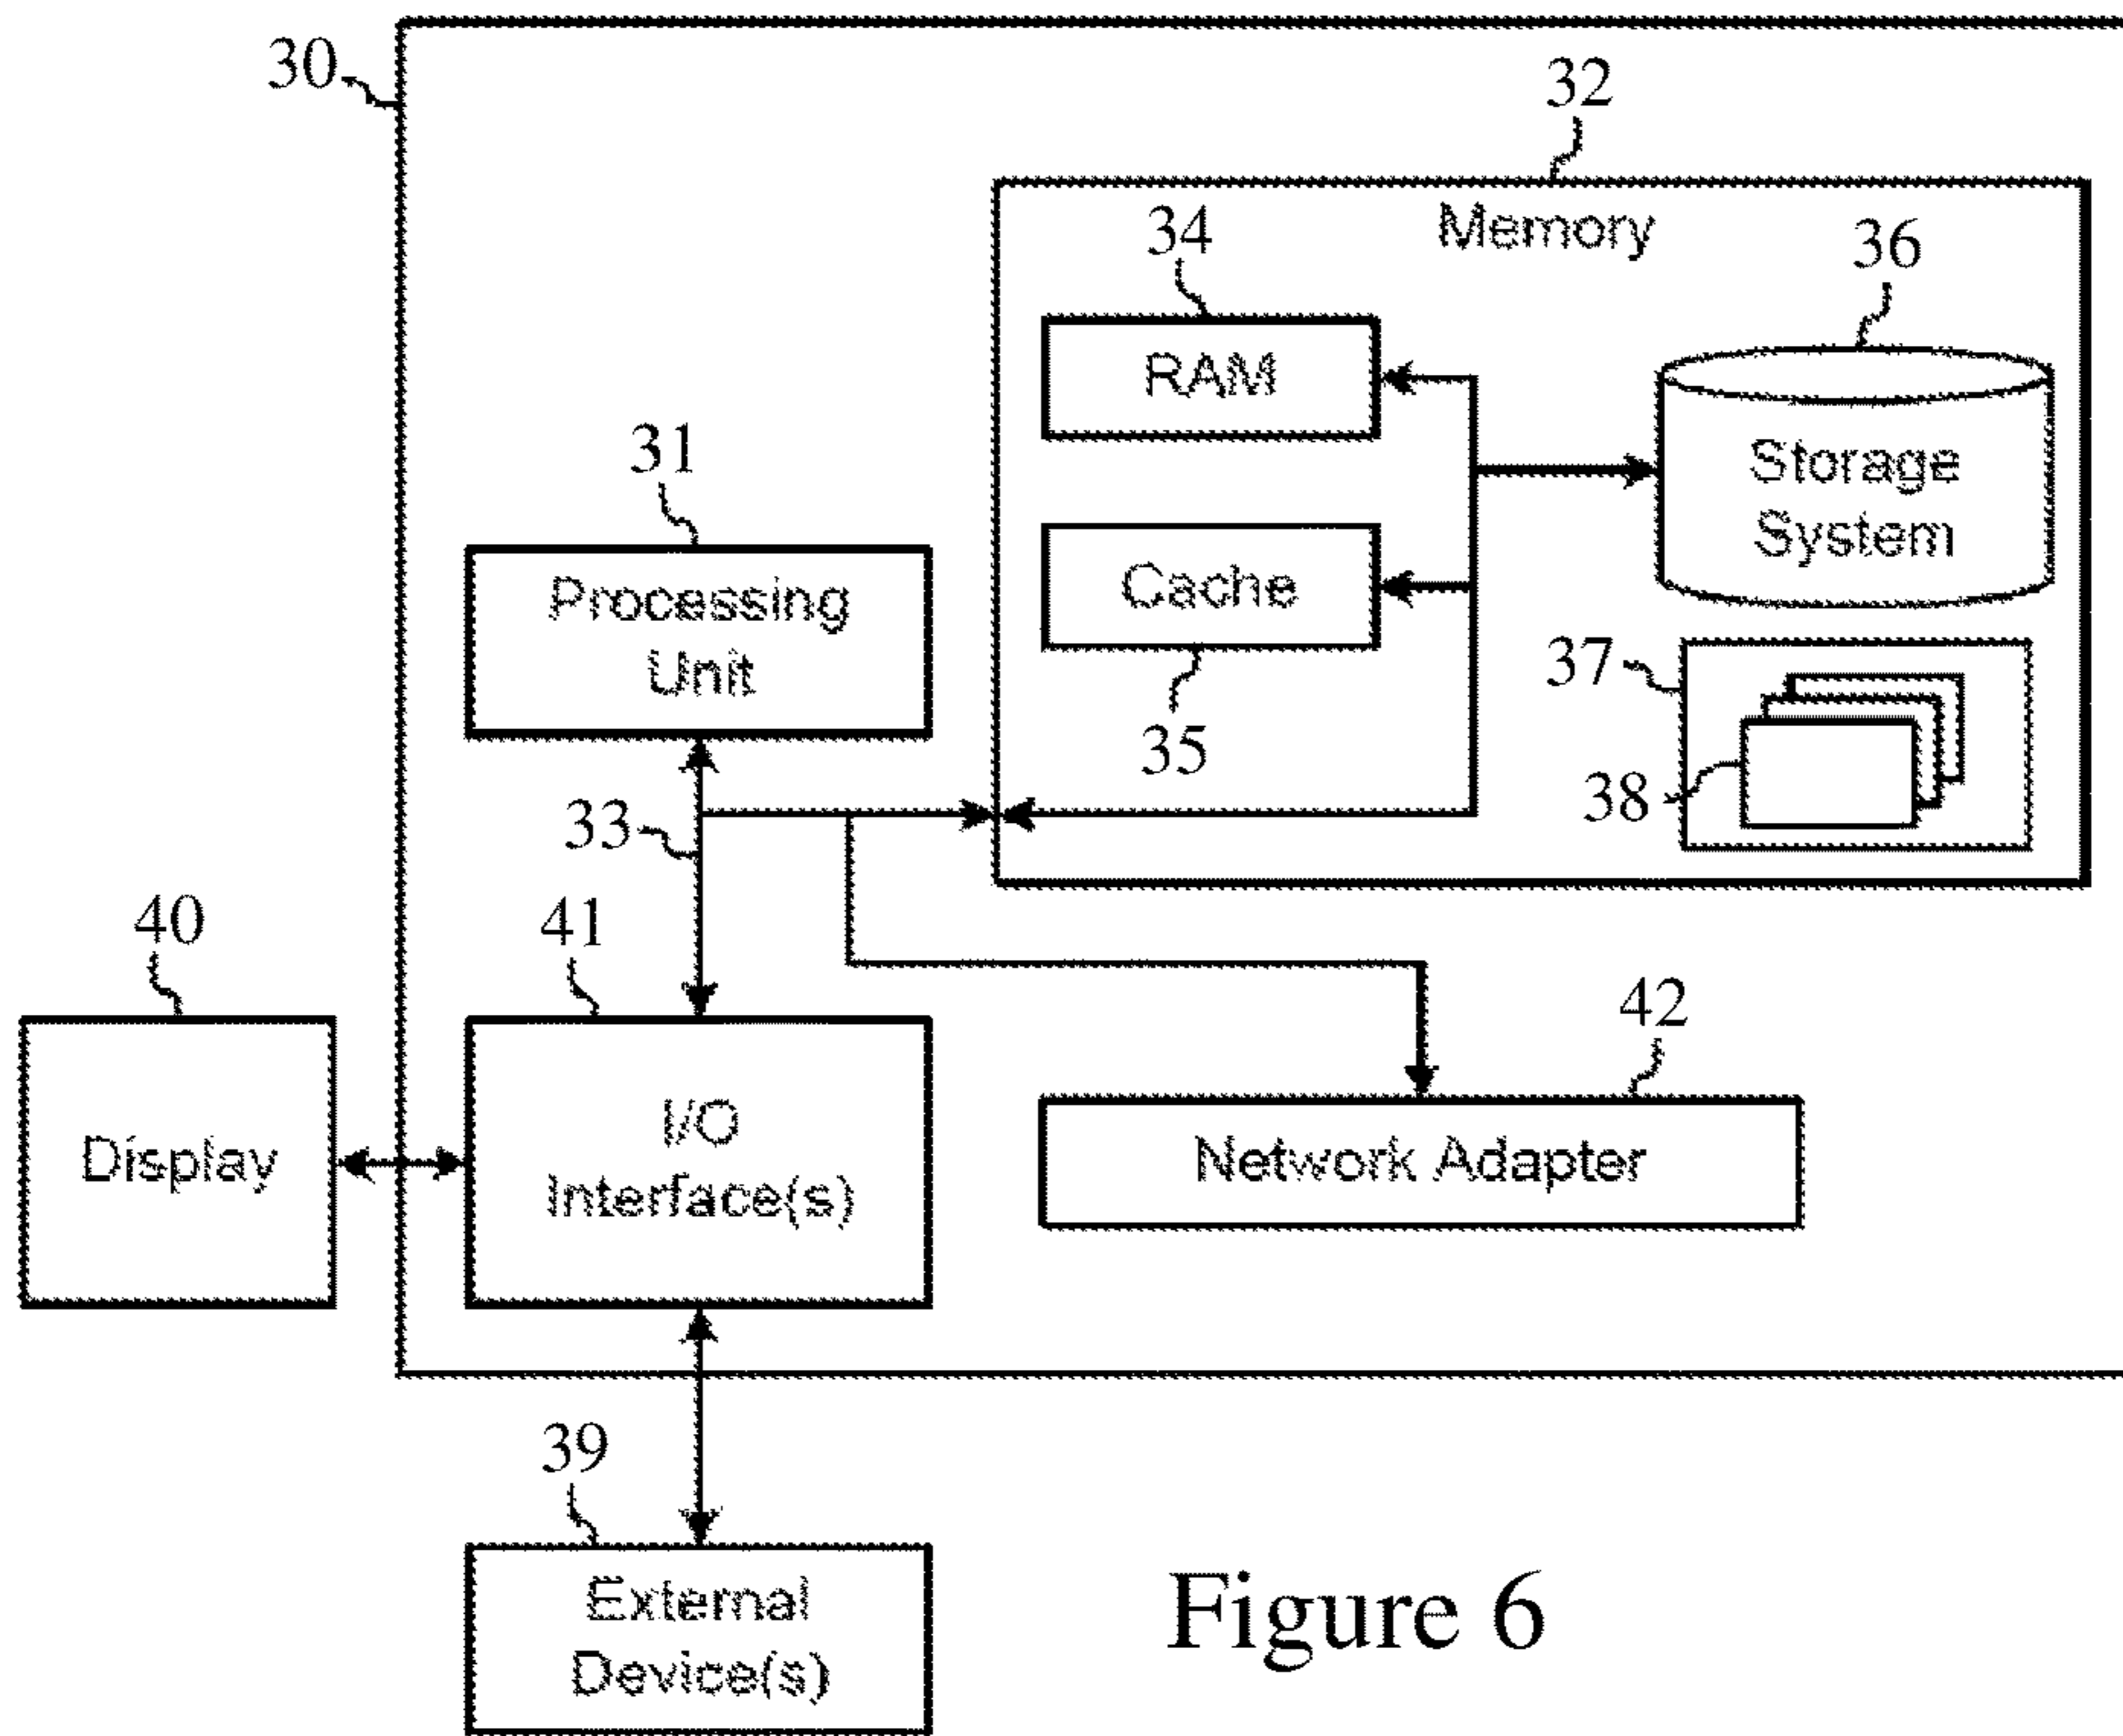 30
32
Memory
34
36
RAM
Storage
System
31
Processing
Unit
Cache
35
37
38
33
40
41
42
Display
I/O
Interface(s)
Network Adapter
39
External
Device(s)
Figure 6